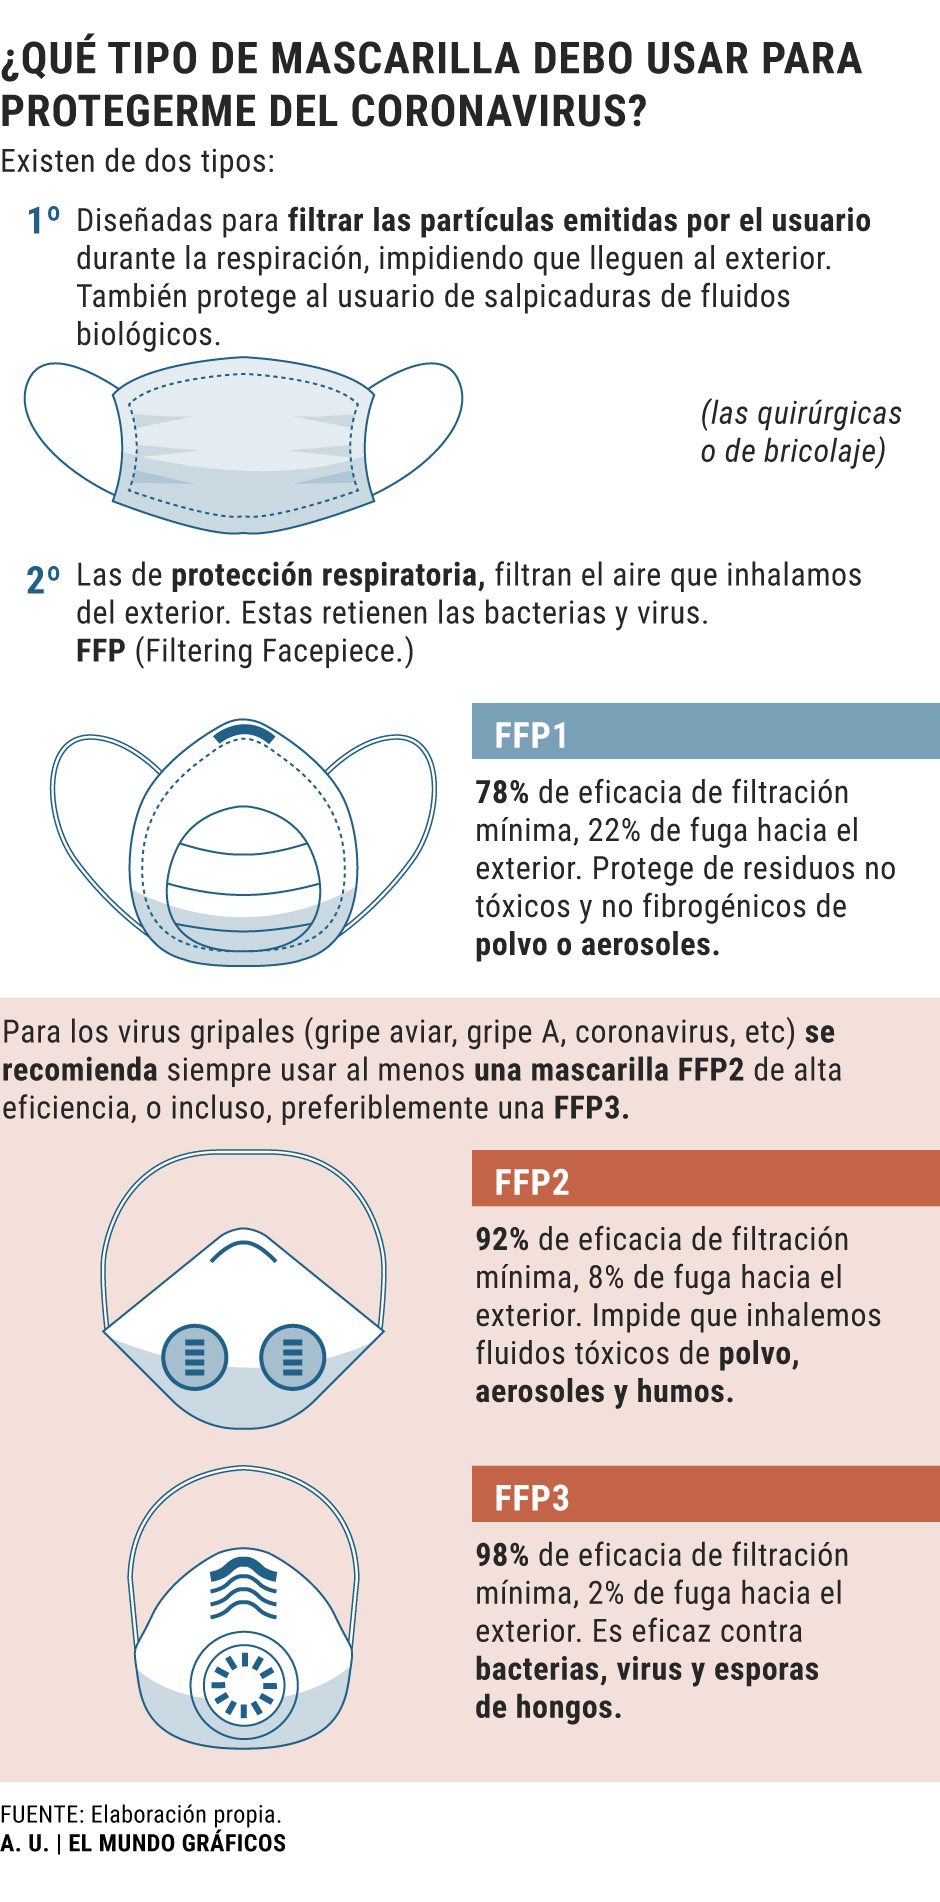 ¿QUÉ TIPO DE MASCARILLA DEBO USAR PARA
PROTEGERME DEL CORONAVIRUS?
Existen de dos tipos:
1º Diseñadas para filtrar las partículas emitidas por el usuario
durante la respiración, impidiendo que lleguen al exterior.
También protege al usuario de salpicaduras de fluidos
biológicos.
(las quirúrgicas
o de bricolaje)
2º Las de protección respiratoria, filtran el aire que inhalamos
del exterior. Estas retienen las bacterias y virus.
FFP (Filtering Facepiece.)
FFP1
78% de eficacia de filtración
mínima, 22% de fuga hacia el
exterior. Protege de residuos no
tóxicos y no fibrogénicos de
polvo o aerosoles.
Para los virus gripales (gripe aviar, gripe A, coronavirus, etc) se
recomienda siempre usar al menos una mascarilla FFP2 de alta
eficiencia, o incluso, preferiblemente una FFP3.
FFP2
92% de eficacia de filtración
mínima, 8% de fuga hacia el
exterior. Impide que inhalemos
fluidos tóxicos de polvo,
aerosoles y humos.
FFP3
98% de eficacia de filtración
mínima, 2% de fuga hacia el
exterior. Es eficaz contra
bacterias, virus y esporas
de hongos.
FUENTE: Elaboración propia.
A. U. | EL MUNDO GRÁFICOS